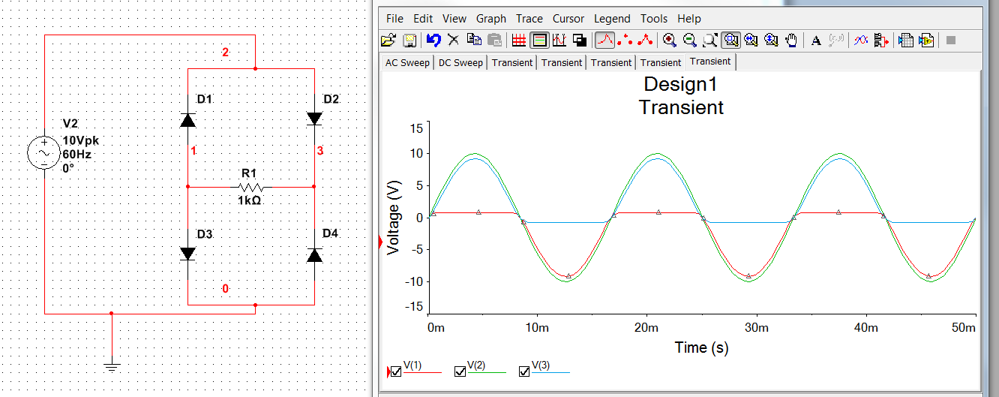 File Edit View Graph Trace Cursor Legend Tools Help
A
AC Sweep DC Sweep Transient Transient Transient Transient Transient
Design1
Transient
2
D1 D2
V2
10Vpk
60Hz
0°
1 3
R1
1kΩ
D3 D4
0
Voltage (V)
15
10
5
0
-5
-10
-15
0m 10m 20m 30m 40m 50m
Time (s)
V(1) V(2) V(3)